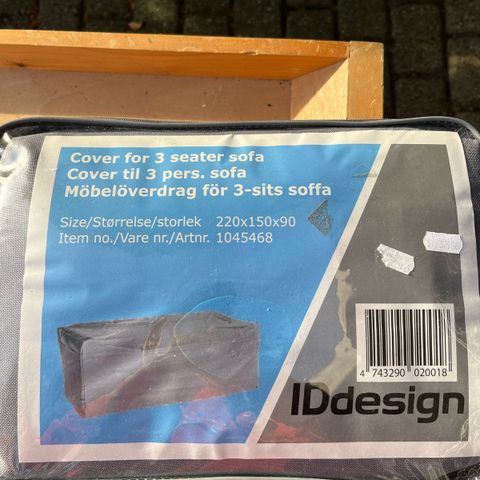 Cover for 3 seater sofa
Cover til 3 pers. sofa
Möbelöverdrag för 3-sits soffa
Size/Størrelse/storlek 220x150x90
Item no./Vare nr./Artnr. 1045468
4 743290 020018
IDdesign